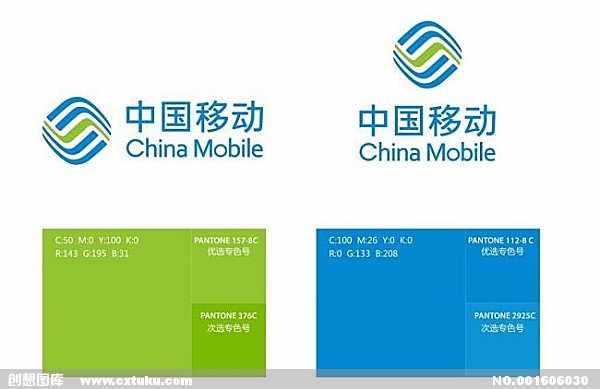 中国移动
China Mobile
中国移动
China Mobile
C:50 M:0 Y:100 K:0
R:143 G:195 B:31
PANTONE 157-8C
优选专色号
PANTONE 376C
次选专色号
C:100 M:26 Y:0 K:0
R:0 G:133 B:208
PANTONE 112-8 C
优选专色号
PANTONE 2925C
次选专色号
创想图库 www.cxtuku.com NO.001606030